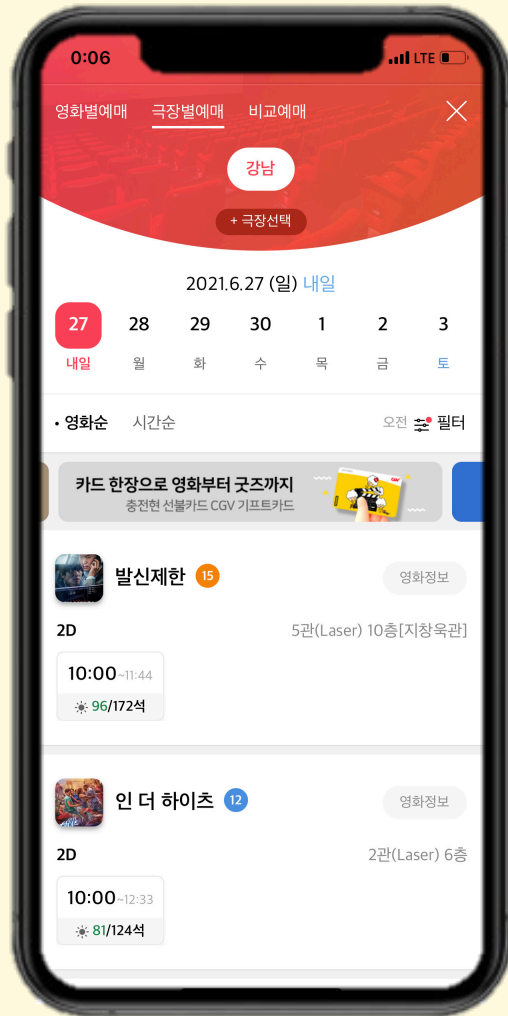 0:06 LTE
영화별예매 극장별예매 비교예매
강남
+ 극장선택
2021.6.27 (일) 내일
27 28 29 30 1 2 3
내일 월 화 수 목 금 토
• 영화순 시간순 오전 필터
카드 한장으로 영화부터 굿즈까지
충전현 선불카드 CGV 기프트카드
발신제한 15 영화정보
2D 5관(Laser) 10층[지창욱관]
10:00~11:44
96/172석
인 더 하이츠 12 영화정보
2D 2관(Laser) 6층
10:00~12:33
81/124석